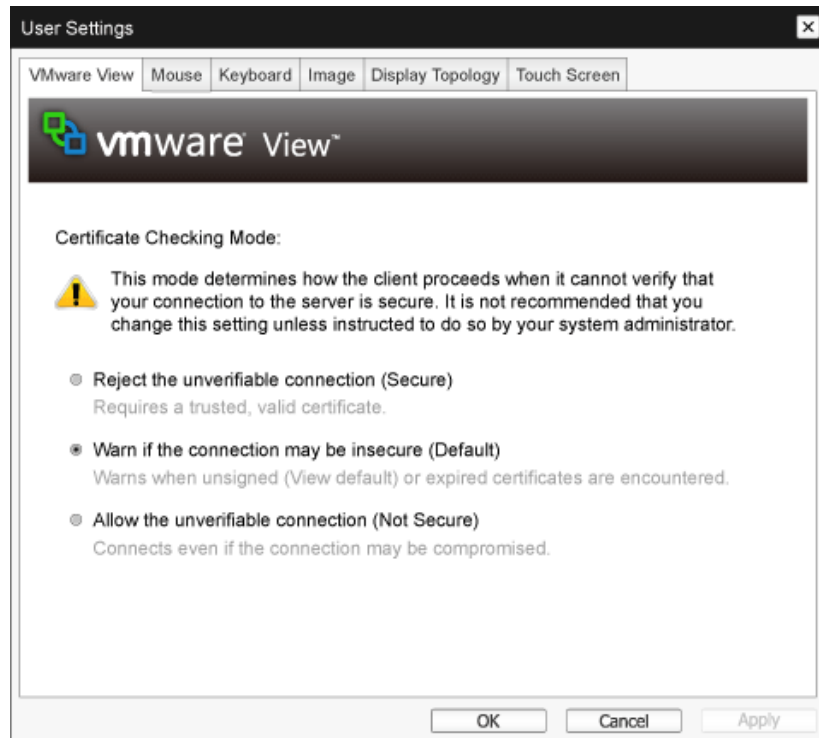 User Settings
VMware View Mouse Keyboard Image Display Topology Touch Screen
vmware View™
Certificate Checking Mode:
This mode determines how the client proceeds when it cannot verify that
your connection to the server is secure. It is not recommended that you
change this setting unless instructed to do so by your system administrator.
Reject the unverifiable connection (Secure)
Requires a trusted, valid certificate.
Warn if the connection may be insecure (Default)
Warns when unsigned (View default) or expired certificates are encountered.
Allow the unverifiable connection (Not Secure)
Connects even if the connection may be compromised.
OK Cancel Apply